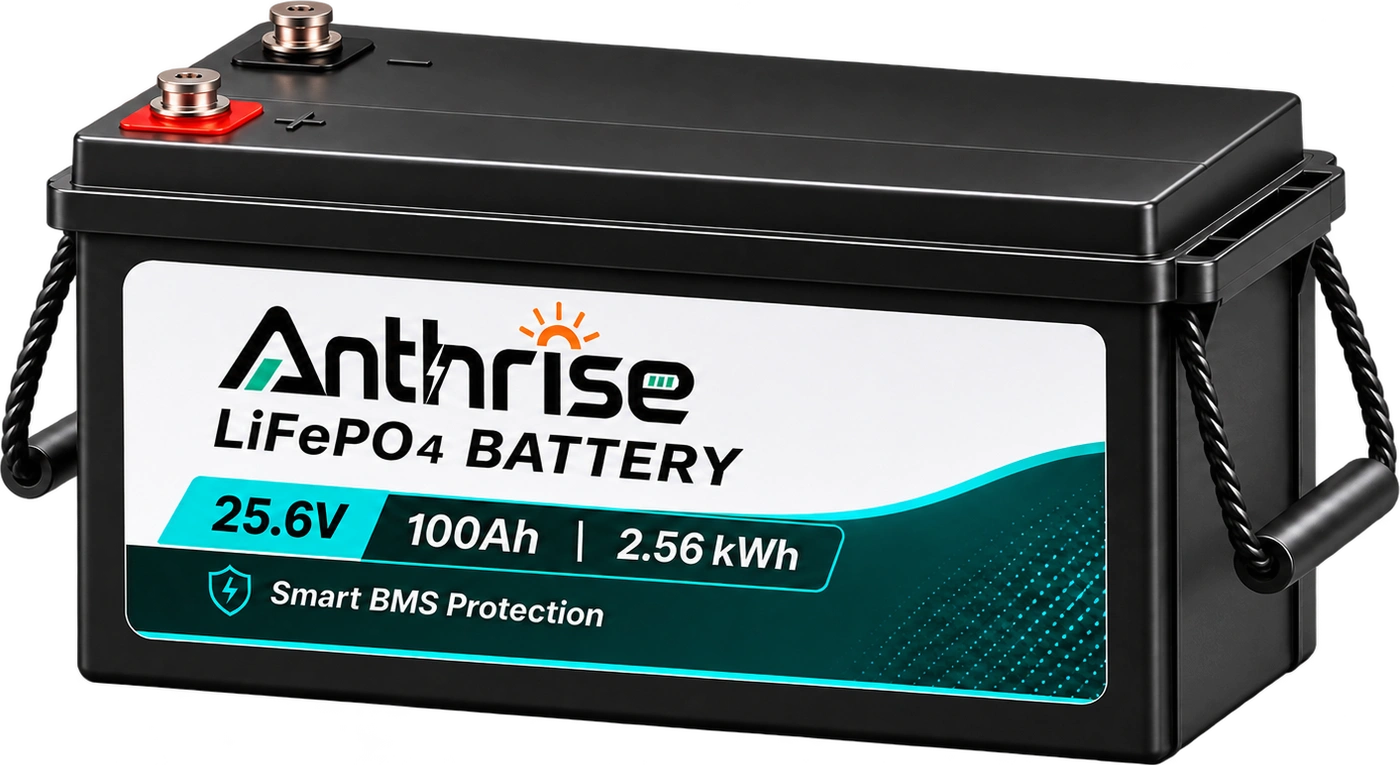 −
+
Anthrise
LiFePO4 BATTERY
25.6V 100Ah | 2.56 kWh
Smart BMS Protection